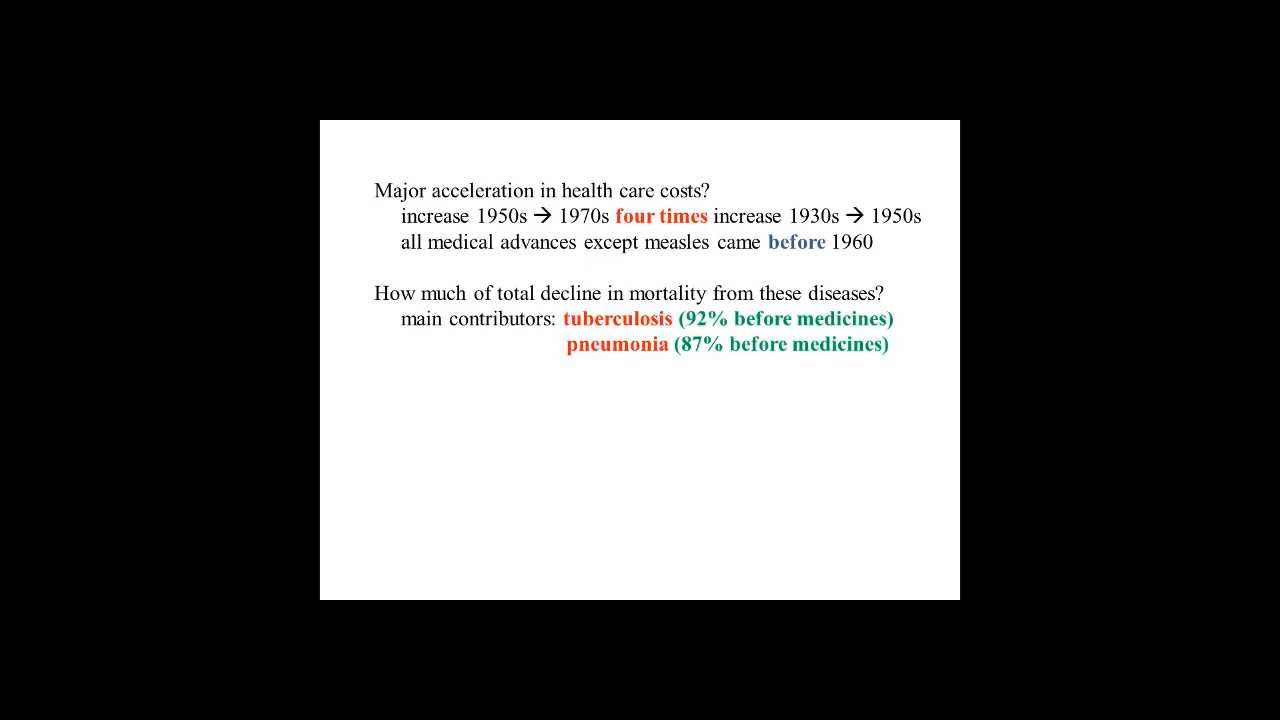 Major acceleration in health care costs?
increase 1950s → 1970s four times increase 1930s → 1950s
all medical advances except measles came before 1960
How much of total decline in mortality from these diseases?
main contributors: tuberculosis (92% before medicines)
pneumonia (87% before medicines)